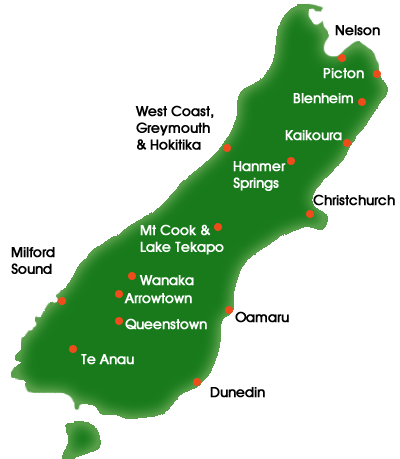 Nelson
Picton
Blenheim
West Coast,
Greymouth
& Hokitika
Kaikoura
Hanmer
Springs
Christchurch
Mt Cook &
Lake Tekapo
Milford
Sound
Wanaka
Arrowtown
Oamaru
Queenstown
Te Anau
Dunedin